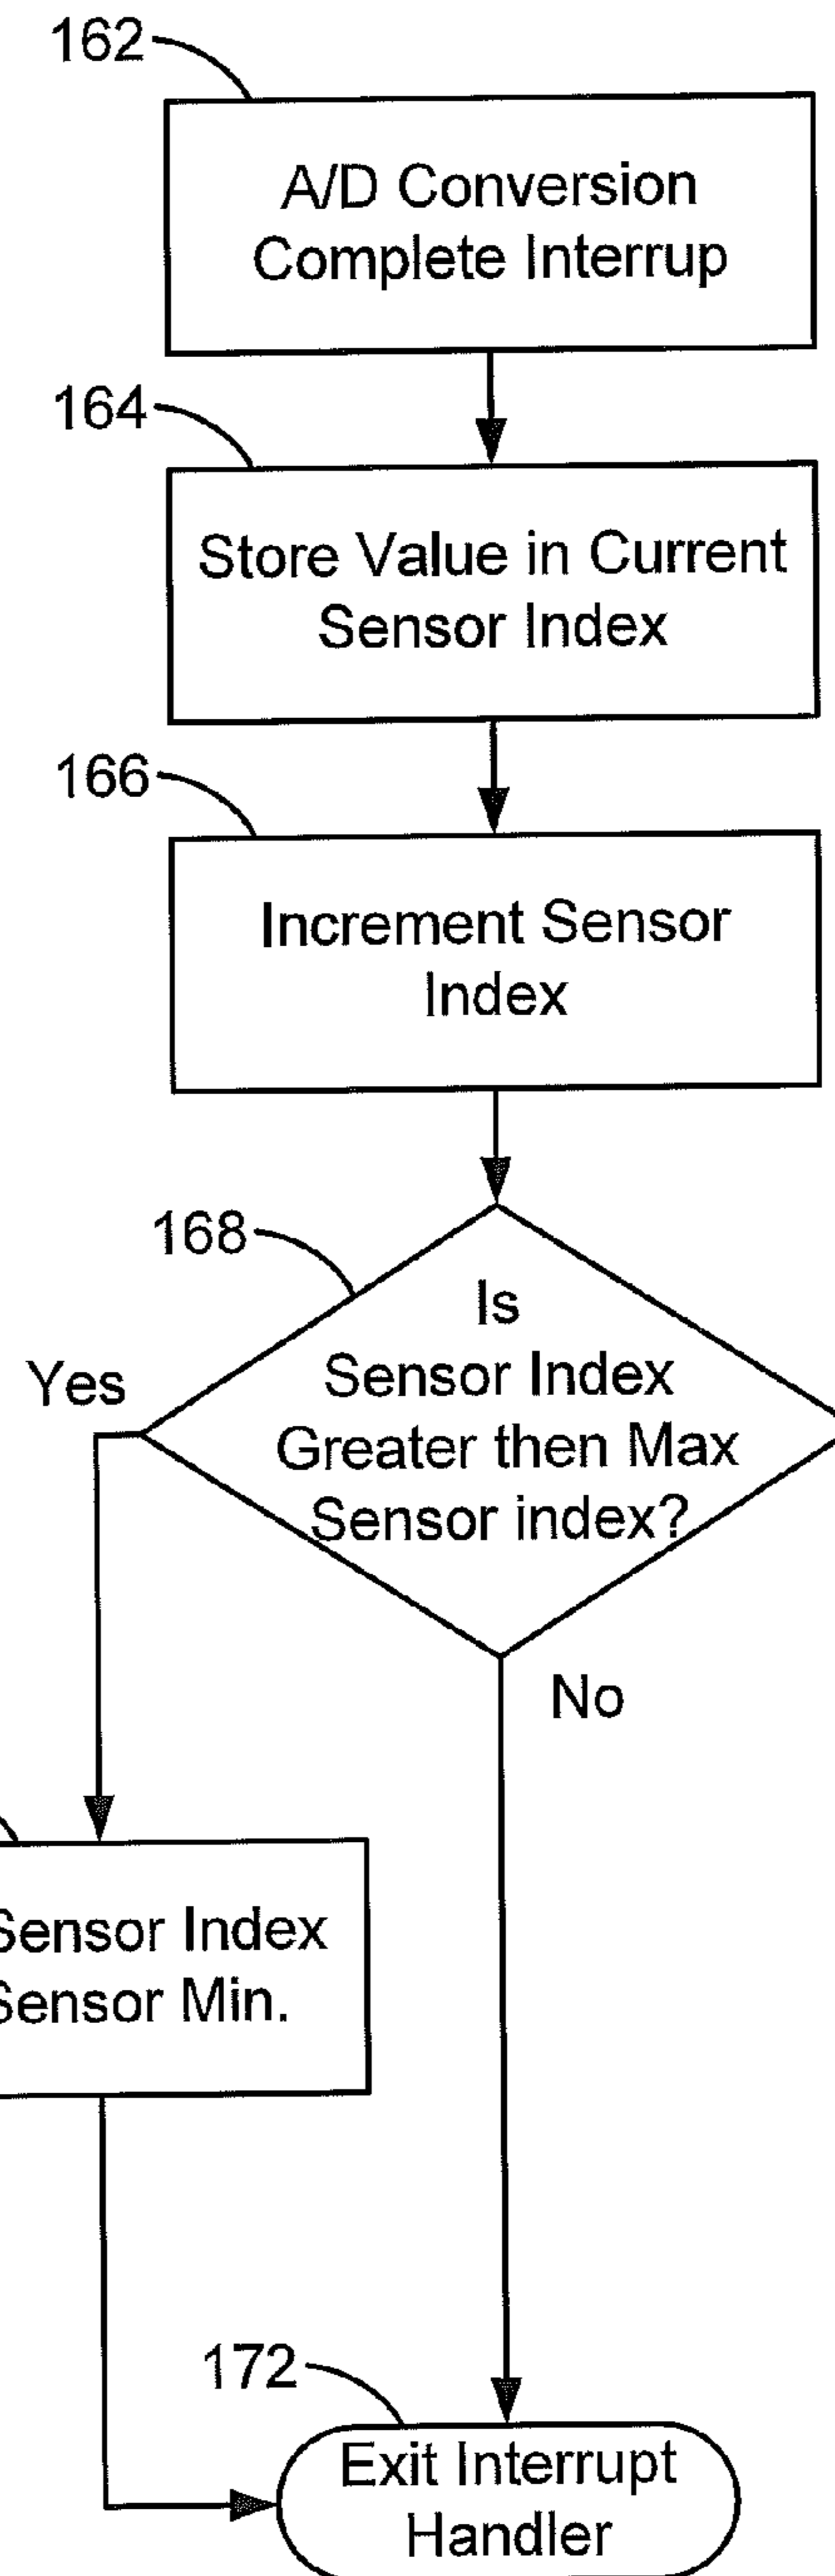 162
A/D Conversion
Complete Interrup
164
Store Value in Current
Sensor Index
166
Increment Sensor
Index
168
Is
Sensor Index
Greater then Max
Sensor index?
Yes
No
Sensor Index
Sensor Min.
172
Exit Interrupt
Handler